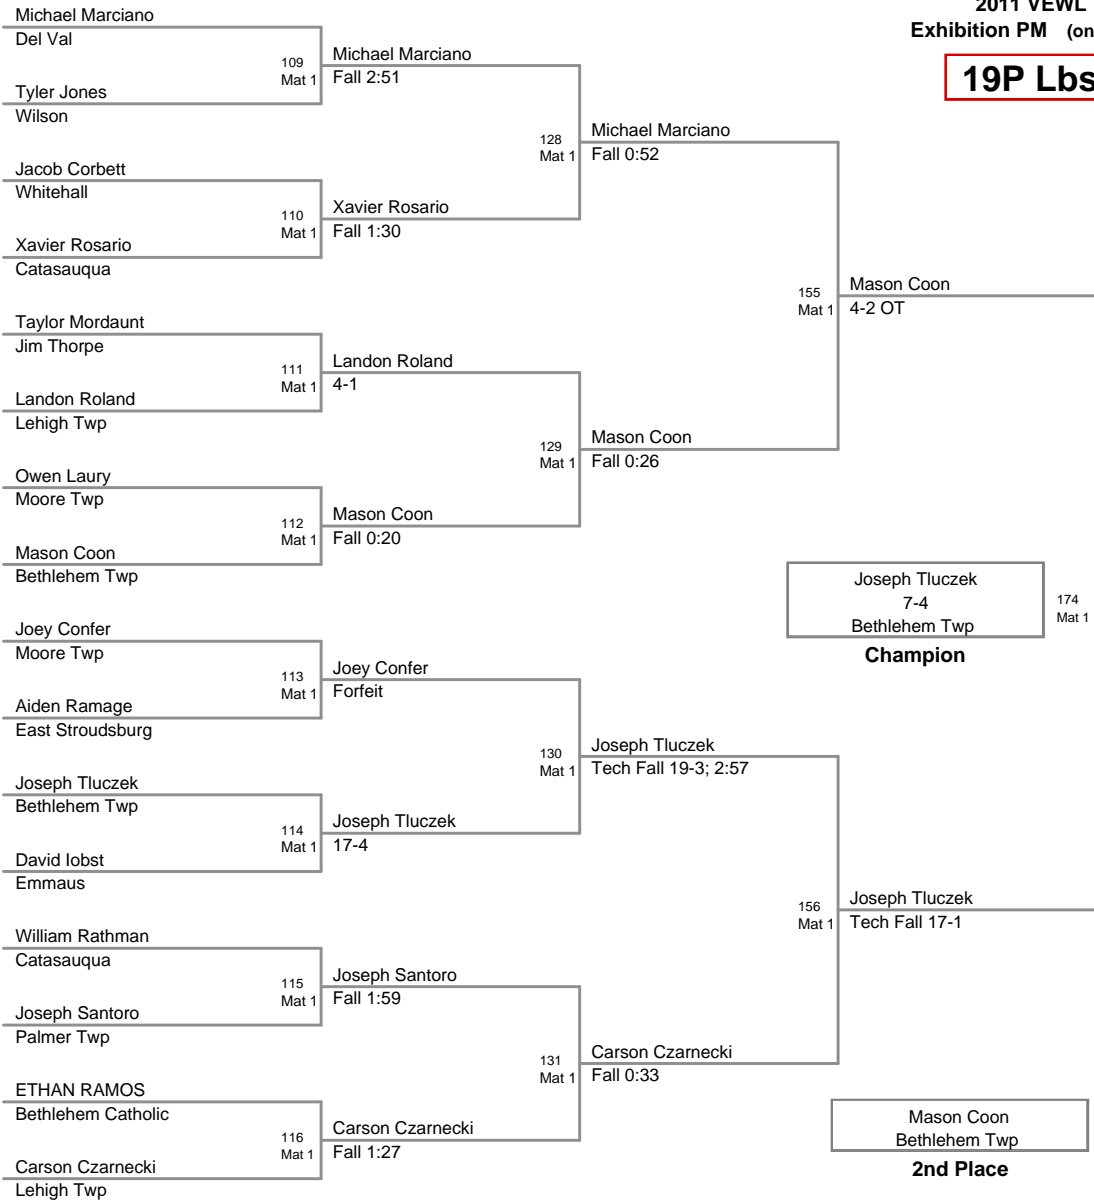 2011 VEWL
Exhibition PM (on
19P Lbs
Michael Marciano
Del Val
109
Mat 1
Michael Marciano
Fall 2:51
Tyler Jones
Wilson
128
Mat 1
Michael Marciano
Fall 0:52
Jacob Corbett
Whitehall
110
Mat 1
Xavier Rosario
Fall 1:30
Xavier Rosario
Catasauqua
155
Mat 1
Mason Coon
4-2 OT
Taylor Mordaunt
Jim Thorpe
111
Mat 1
Landon Roland
4-1
Landon Roland
Lehigh Twp
129
Mat 1
Mason Coon
Fall 0:26
Owen Laury
Moore Twp
112
Mat 1
Mason Coon
Fall 0:20
Mason Coon
Bethlehem Twp
Joseph Tluczek
7-4
Bethlehem Twp
174
Mat 1
Champion
Joey Confer
Moore Twp
113
Mat 1
Joey Confer
Forfeit
Aiden Ramage
East Stroudsburg
130
Mat 1
Joseph Tluczek
Tech Fall 19-3; 2:57
Joseph Tluczek
Bethlehem Twp
114
Mat 1
Joseph Tluczek
17-4
David Iobst
Emmaus
156
Mat 1
Joseph Tluczek
Tech Fall 17-1
William Rathman
Catasauqua
115
Mat 1
Joseph Santoro
Fall 1:59
Joseph Santoro
Palmer Twp
131
Mat 1
Carson Czarnecki
Fall 0:33
ETHAN RAMOS
Bethlehem Catholic
116
Mat 1
Carson Czarnecki
Fall 1:27
Carson Czarnecki
Lehigh Twp
Mason Coon
Bethlehem Twp
2nd Place